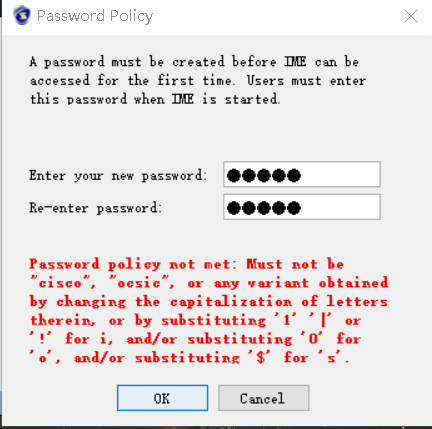 Password Policy
A password must be created before IME can be
accessed for the first time. Users must enter
this password when IME is started.
Enter your new password: ●●●●●
Re-enter password: ●●●●●
Password policy not met: Must not be
"cisco", "ocsic", or any variant obtained
by changing the capitalization of letters
therein, or by substituting '1' '|' or
'!' for i, and/or substituting '0' for
'o', and/or substituting '$' for 's'.
OK Cancel